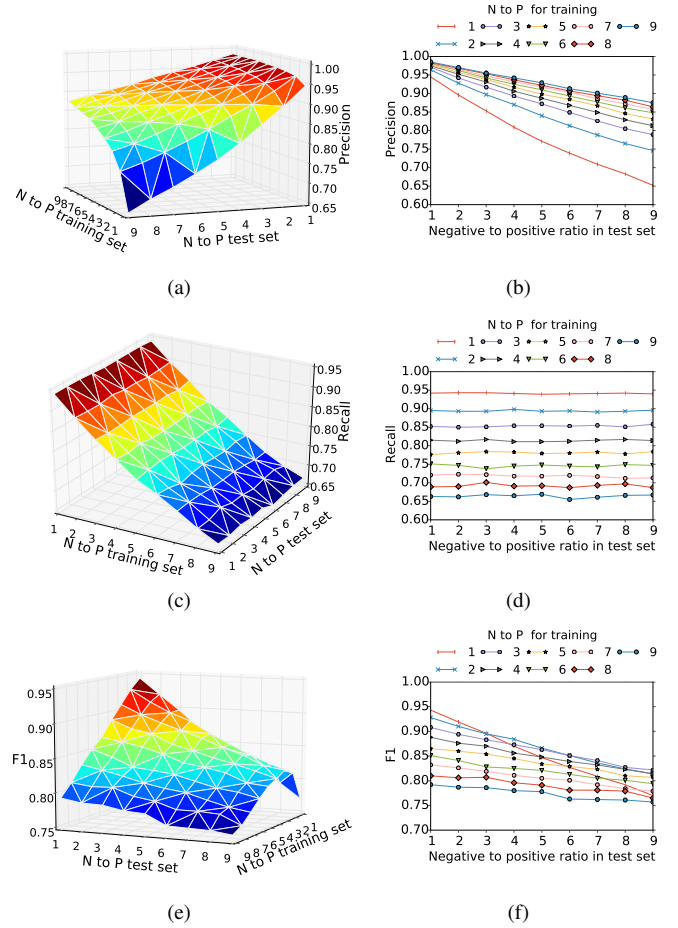 1.00
0.95
0.90
0.85
0.80
0.75
0.70
0.65
Precision
987654321
N to P training set
9 8 7 6 5 4 3 2 1
N to P test set
(a)
N to P for training
1 3 5 7 9
2 4 6 8
1.00
0.95
0.90
0.85
0.80
0.75
0.70
0.65
0.60
Precision
1 2 3 4 5 6 7 8 9
Negative to positive ratio in test set
(b)
0.95
0.90
0.85
0.80
0.75
0.70
0.65
Recall
1 2 3 4 5 6 7 8 9
N to P training set
1 2 3 4 5 6 7 8 9
N to P test set
(c)
N to P for training
1 3 5 7 9
2 4 6 8
1.00
0.95
0.90
0.85
0.80
0.75
0.70
0.65
0.60
Recall
1 2 3 4 5 6 7 8 9
Negative to positive ratio in test set
(d)
0.95
0.90
0.85
0.80
0.75
F1
1 2 3 4 5 6 7 8 9
N to P test set
987654321
N to P training set
(e)
N to P for training
1 3 5 7 9
2 4 6 8
1.00
0.95
0.90
0.85
0.80
0.75
0.70
F1
1 2 3 4 5 6 7 8 9
Negative to positive ratio in test set
(f)